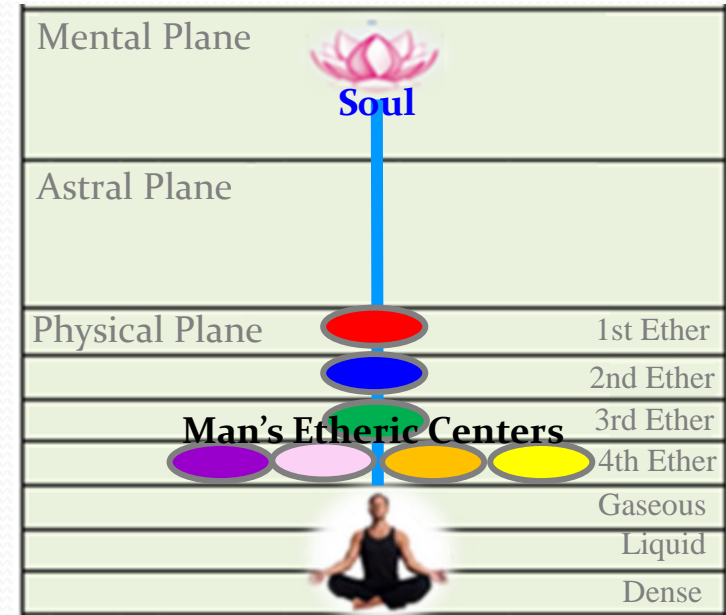 Mental Plane
Soul
Astral Plane
Physical Plane
1st Ether
2nd Ether
3rd Ether
Man's Etheric Centers
4th Ether
Gaseous
Liquid
Dense